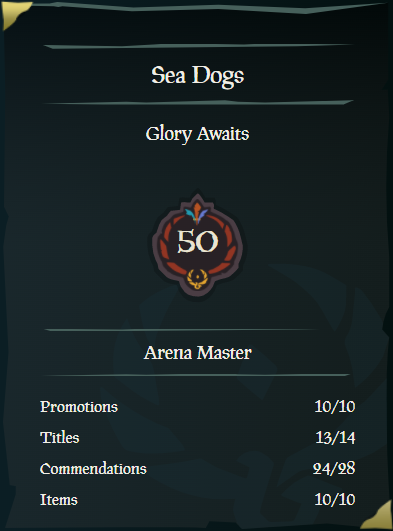 Sea Dogs
Glory Awaits
50
Arena Master
Promotions 10/10
Titles 13/14
Commendations 24/28
Items 10/10